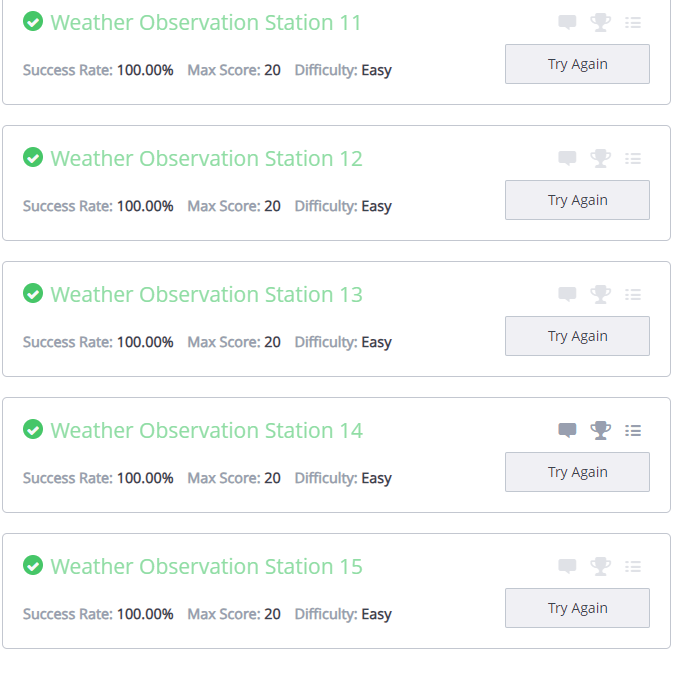 Weather Observation Station 11
Success Rate: 100.00% Max Score: 20 Difficulty: Easy
Try Again
Weather Observation Station 12
Success Rate: 100.00% Max Score: 20 Difficulty: Easy
Try Again
Weather Observation Station 13
Success Rate: 100.00% Max Score: 20 Difficulty: Easy
Try Again
Weather Observation Station 14
Success Rate: 100.00% Max Score: 20 Difficulty: Easy
Try Again
Weather Observation Station 15
Success Rate: 100.00% Max Score: 20 Difficulty: Easy
Try Again